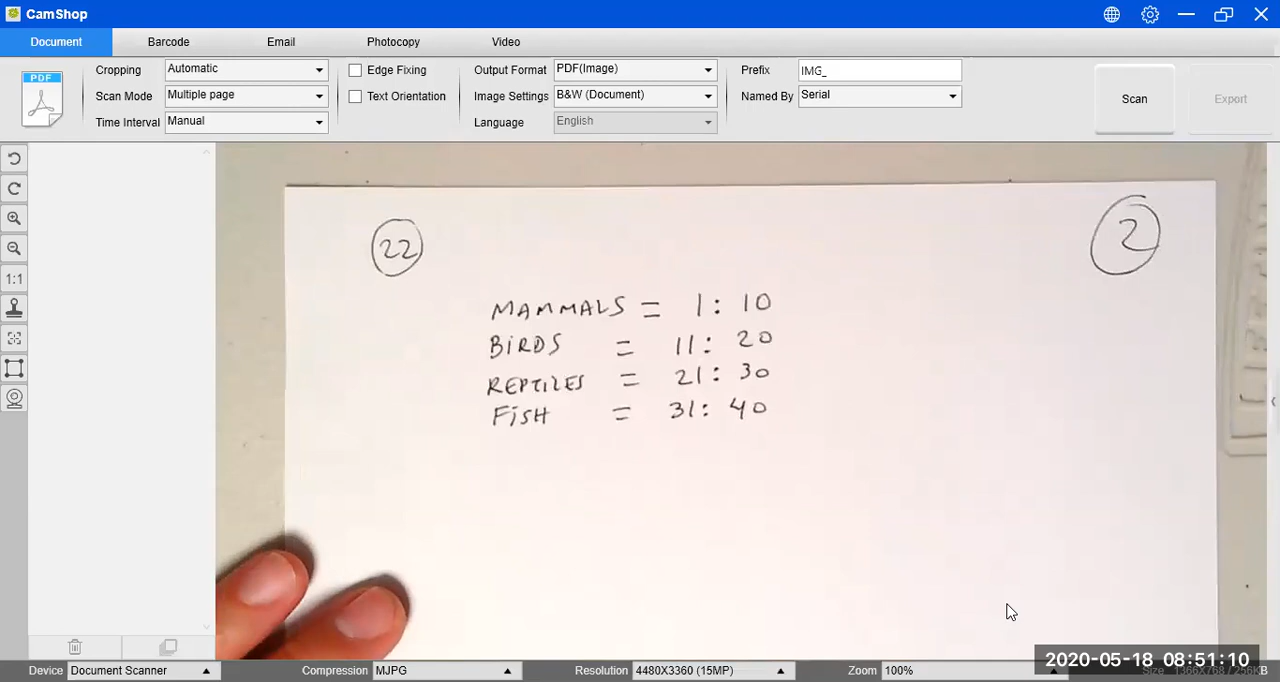 CamShop
Document Barcode Email Photocopy Video
Cropping Automatic Edge Fixing Output Format PDF(Image) Prefix IMG_
Scan Mode Multiple page Text Orientation Image Settings B&W (Document) Named By Serial
Time Interval Manual Language English
PDF
Scan Export
1:1
22
2
MAMMALS = 1: 10
BIRDS = 11: 20
REPTILES = 21: 30
FISH = 31: 40
2020-05-18 08:51:10
Device Document Scanner Compression MJPG Resolution 4480X3360 (15MP) Zoom 100% Size